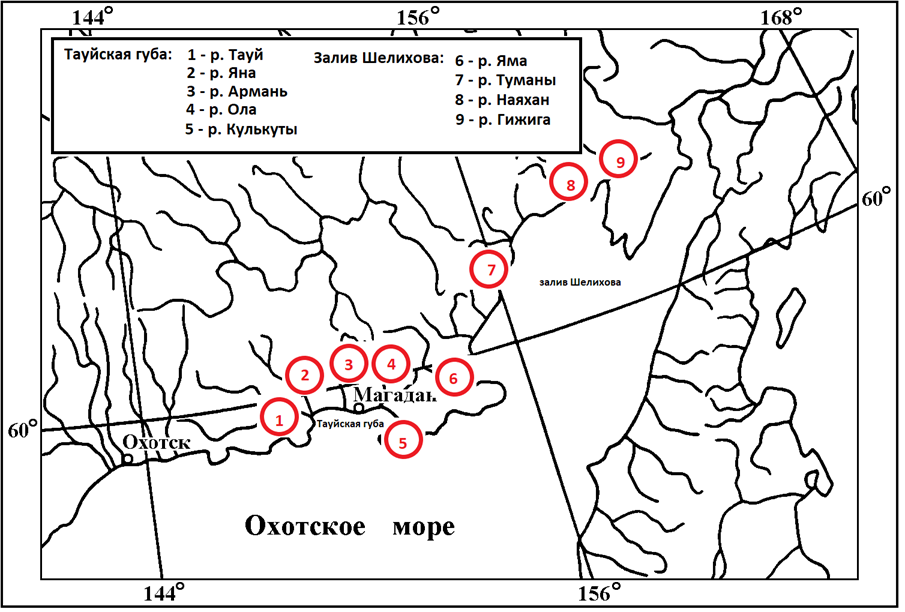 144° 156° 168°
Тауйская губа: 1 - р. Тауй
2 - р. Яна
3 - р. Армань
4 - р. Ола
5 - р. Кулькуты
Залив Шелихова: 6 - р. Яма
7 - р. Туманы
8 - р. Наяхан
9 - р. Гижига
9
8
60°
7
залив Шелихова
3 4
2
6
Магадан
1
Тауйская губа
60°
Охотск
5
Охотское море
144° 156°